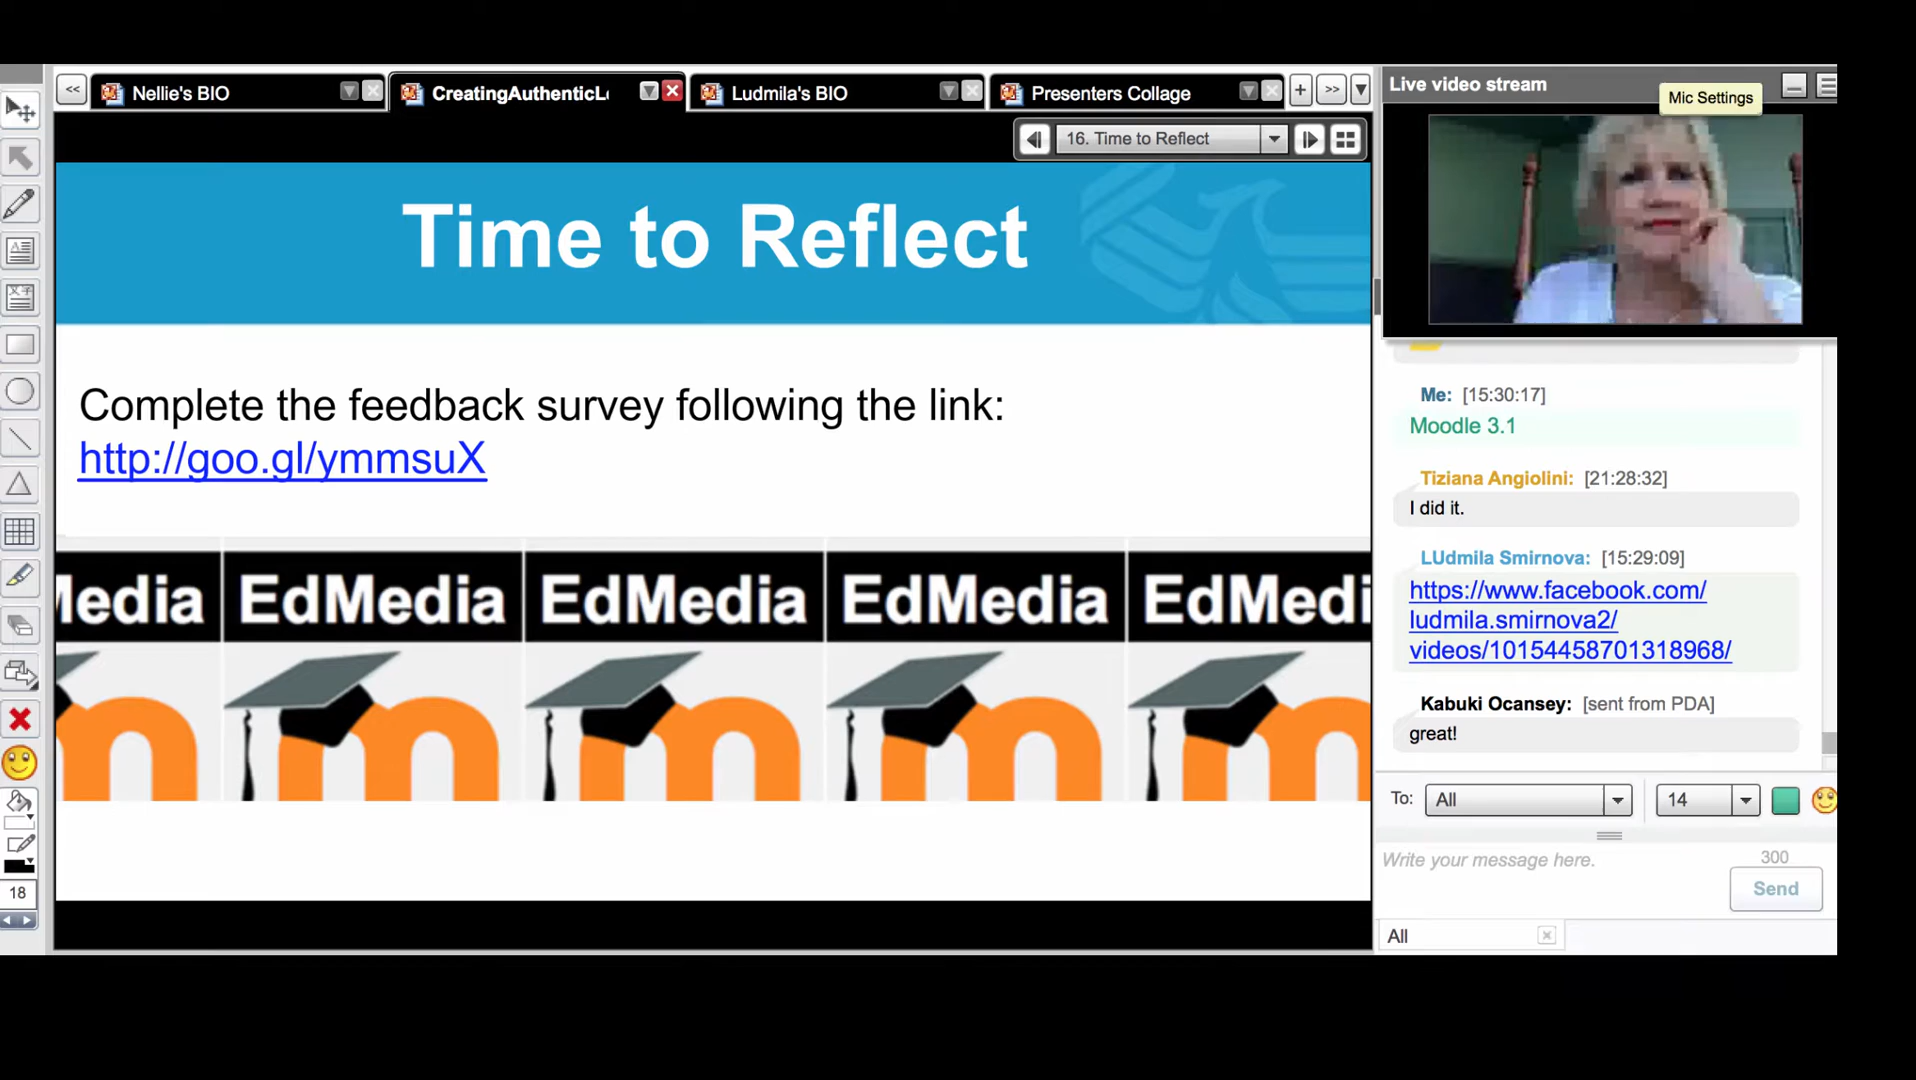 <<
Nellie's BIO
CreatingAuthenticLe
Ludmila's BIO
Presenters Collage
+
>>
16. Time to Reflect
Time to Reflect
Complete the feedback survey following the link:
http://goo.gl/ymmsuX
Media
EdMedia
EdMedia
EdMedia
EdMedi
18
Live video stream
Mic Settings
Me: [15:30:17]
Moodle 3.1
Tiziana Angiolini: [21:28:32]
I did it.
LUdmila Smirnova: [15:29:09]
https://www.facebook.com/
ludmila.smirnova2/
videos/10154458701318968/
Kabuki Ocansey: [sent from PDA]
great!
To: All 14
Write your message here. 300
Send
All